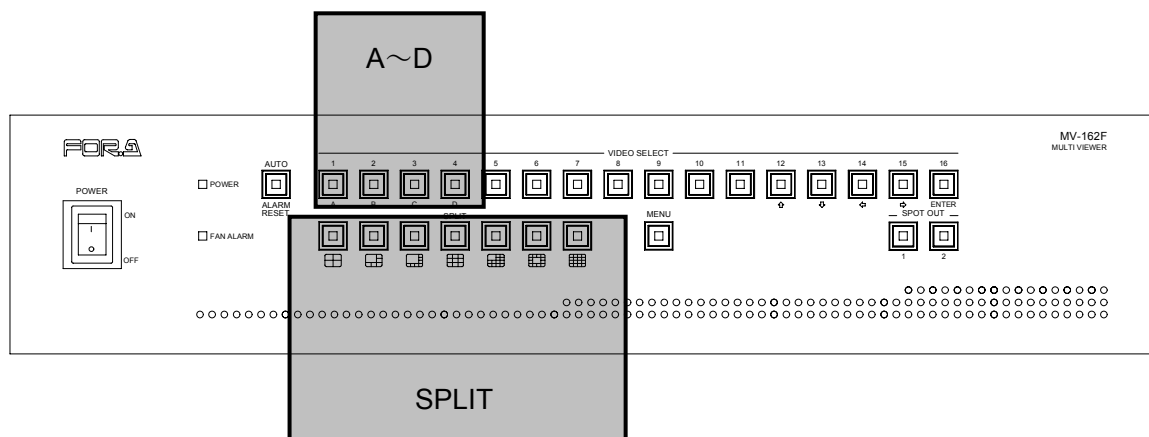 A～D
FOR.A
MV-162F
MULTI VIEWER
VIDEO SELECT
AUTO
1 2 3 4 5 6 7 8 9 10 11 12 13 14 15 16
POWER
POWER
ALARM
RESET
A B C D ⇧ ⇩ ⇦ ⇨ ENTER
ON
SPLIT
MENU
SPOT OUT
FAN ALARM
I
O
OFF
1 2
SPLIT